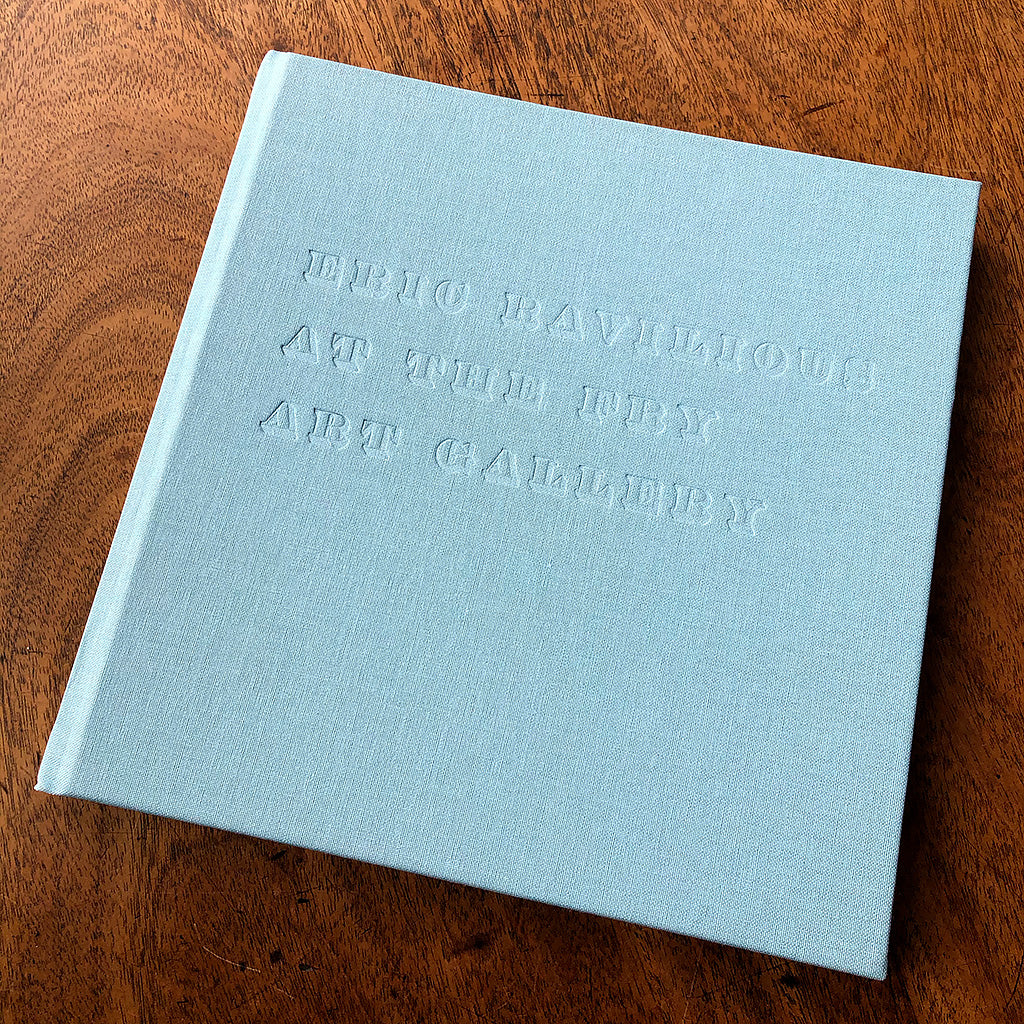 ERIC RAVILIOUS
AT THE FRY
ART GALLERY